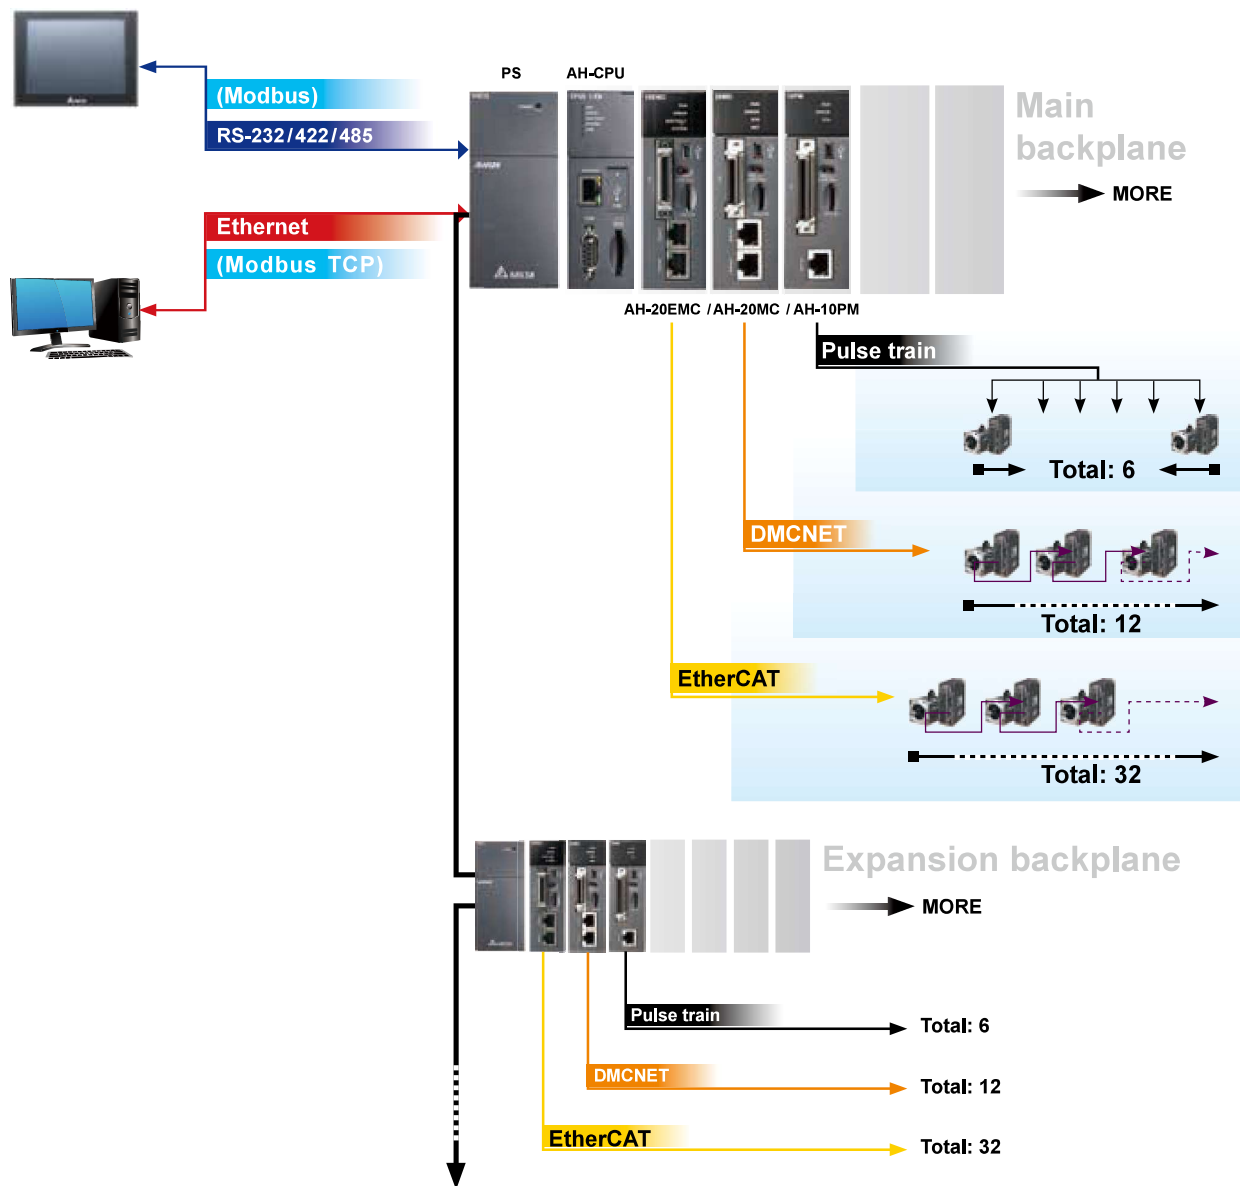 PS
AH-CPU
(Modbus)
RS-232/422/485
Main
backplane
MORE
Ethernet
(Modbus TCP)
AH-20EMC / AH-20MC / AH-10PM
Pulse train
Total: 6
DMCNET
Total: 12
EtherCAT
Total: 32
Expansion backplane
MORE
Pulse train
Total: 6
DMCNET
Total: 12
EtherCAT
Total: 32